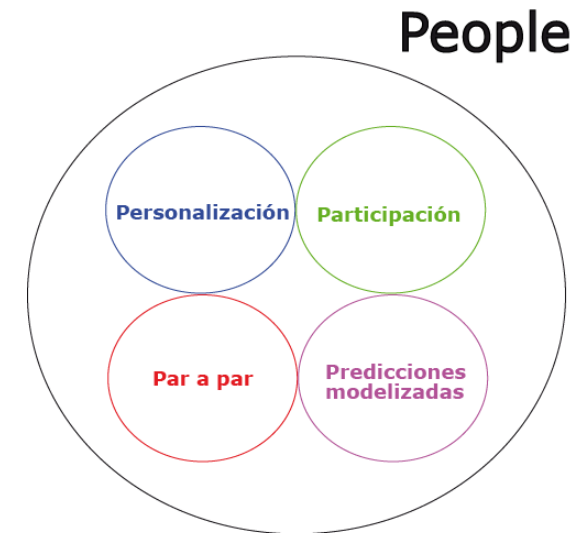 People
Personalización
Participación
Par a par
Predicciones
modelizadas